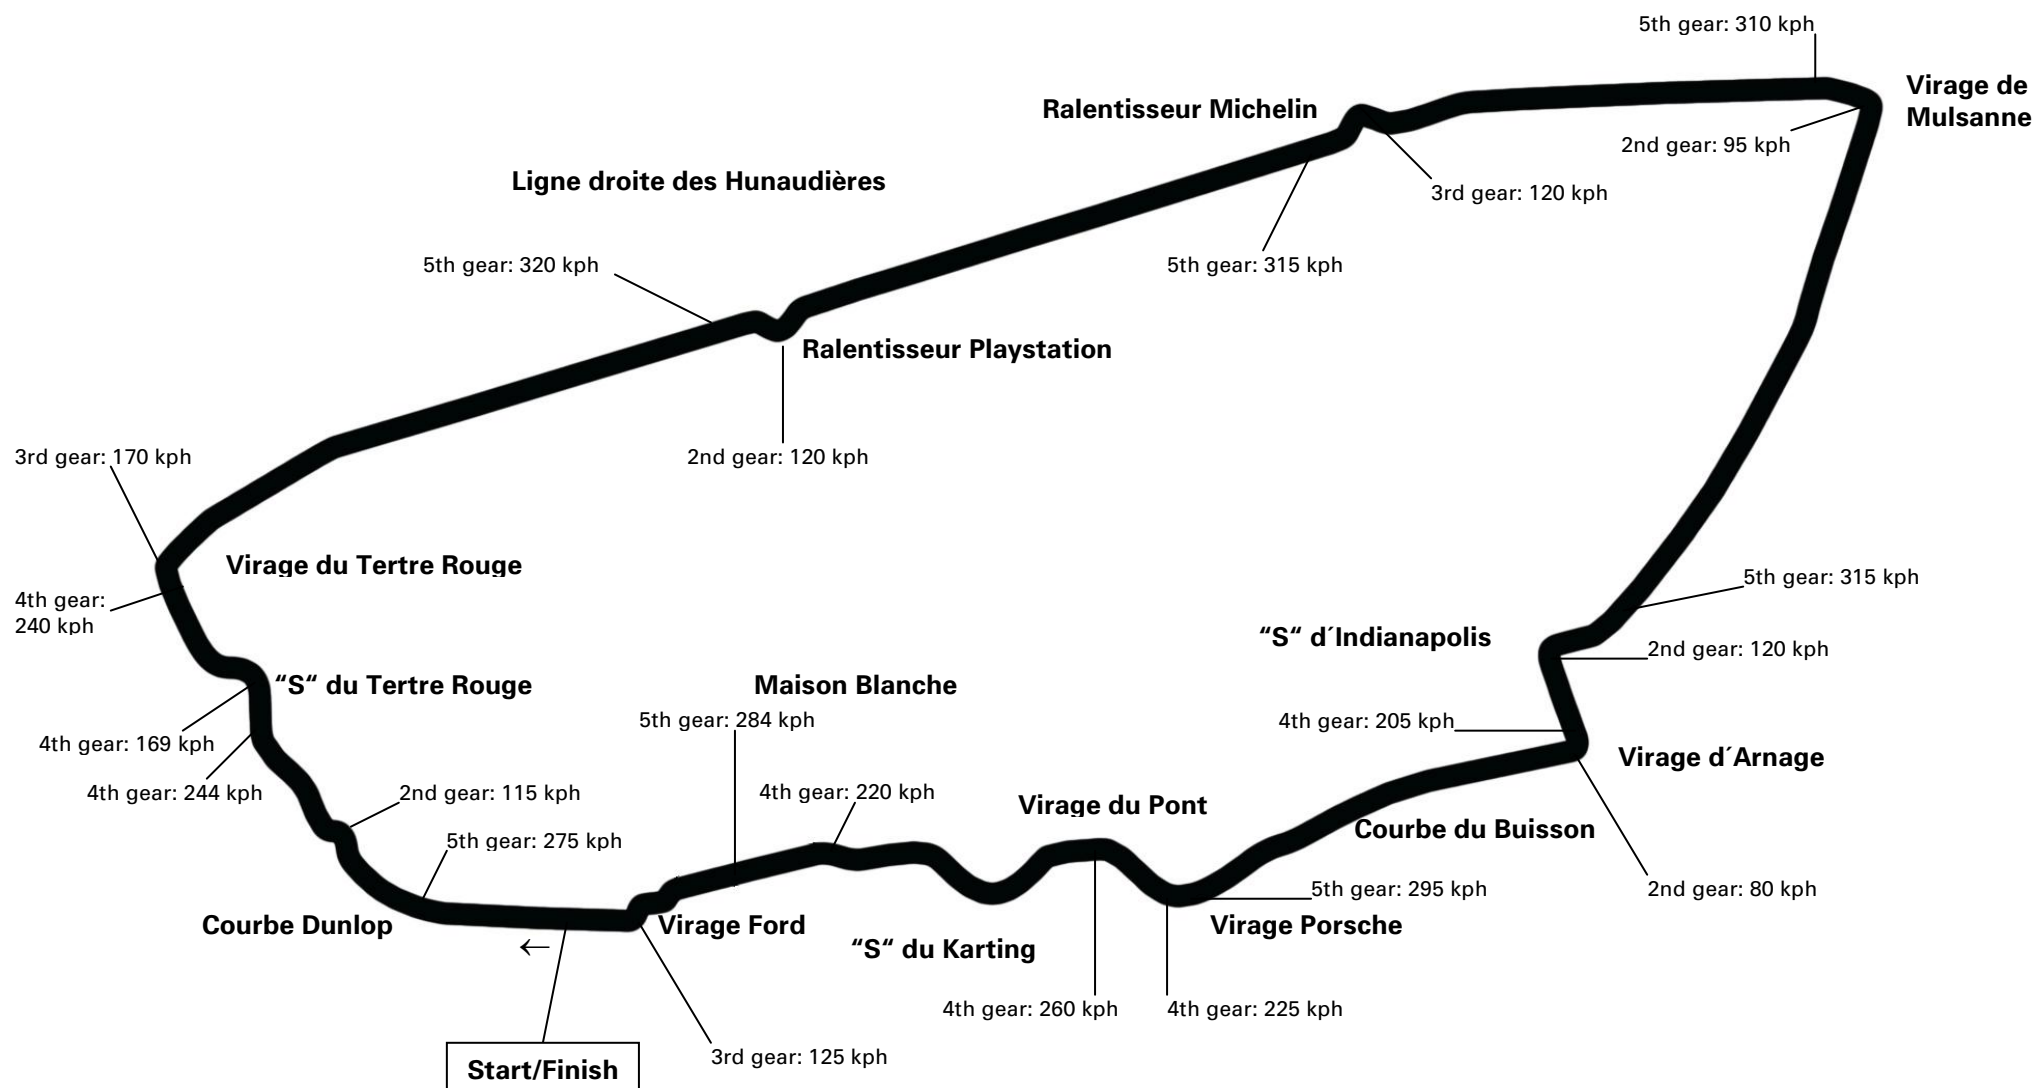 5th gear: 310 kph
Virage de
Mulsanne
Ralentisseur Michelin
2nd gear: 95 kph
Ligne droite des Hunaudières
3rd gear: 120 kph
5th gear: 320 kph
5th gear: 315 kph
Ralentisseur Playstation
3rd gear: 170 kph
2nd gear: 120 kph
Virage du Tertre Rouge
5th gear: 315 kph
4th gear:
240 kph
“S“ d´Indianapolis
2nd gear: 120 kph
“S“ du Tertre Rouge
Maison Blanche
5th gear: 284 kph
4th gear: 205 kph
4th gear: 169 kph
Virage d´Arnage
4th gear: 244 kph
2nd gear: 115 kph
4th gear: 220 kph
Virage du Pont
Courbe du Buisson
5th gear: 275 kph
5th gear: 295 kph
2nd gear: 80 kph
Courbe Dunlop
Virage Ford
Virage Porsche
←
“S“ du Karting
4th gear: 260 kph
4th gear: 225 kph
3rd gear: 125 kph
Start/Finish